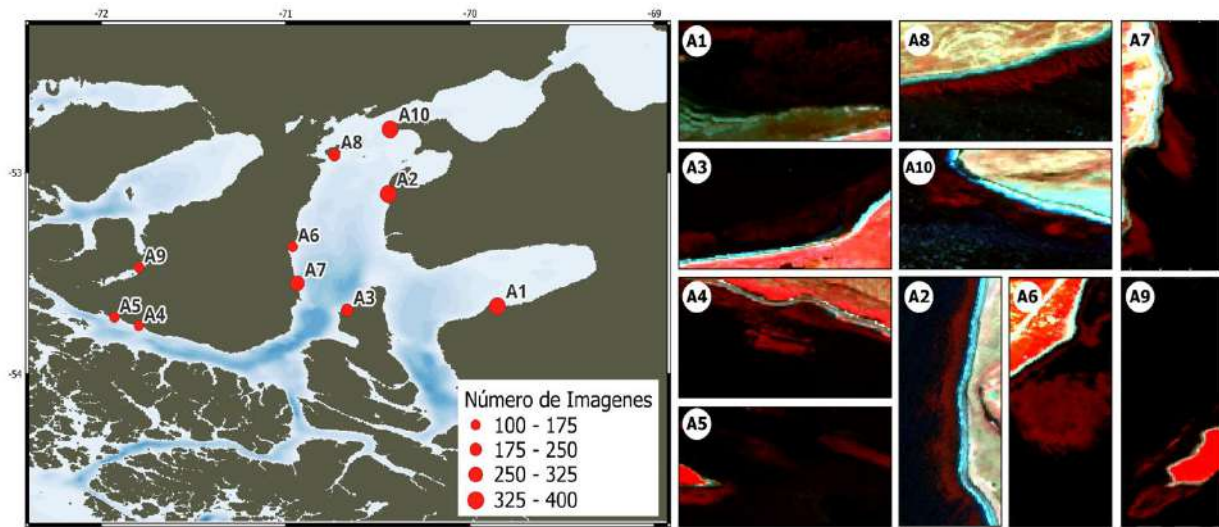 -72 -71 -70 -69
-53
-54
A10
A8
A2
A6
A9
A7
A3
A1
A5
A4
Número de Imagenes
100 - 175
175 - 250
250 - 325
325 - 400
A1
A8
A7
A3
A10
A4
A2
A6
A9
A5